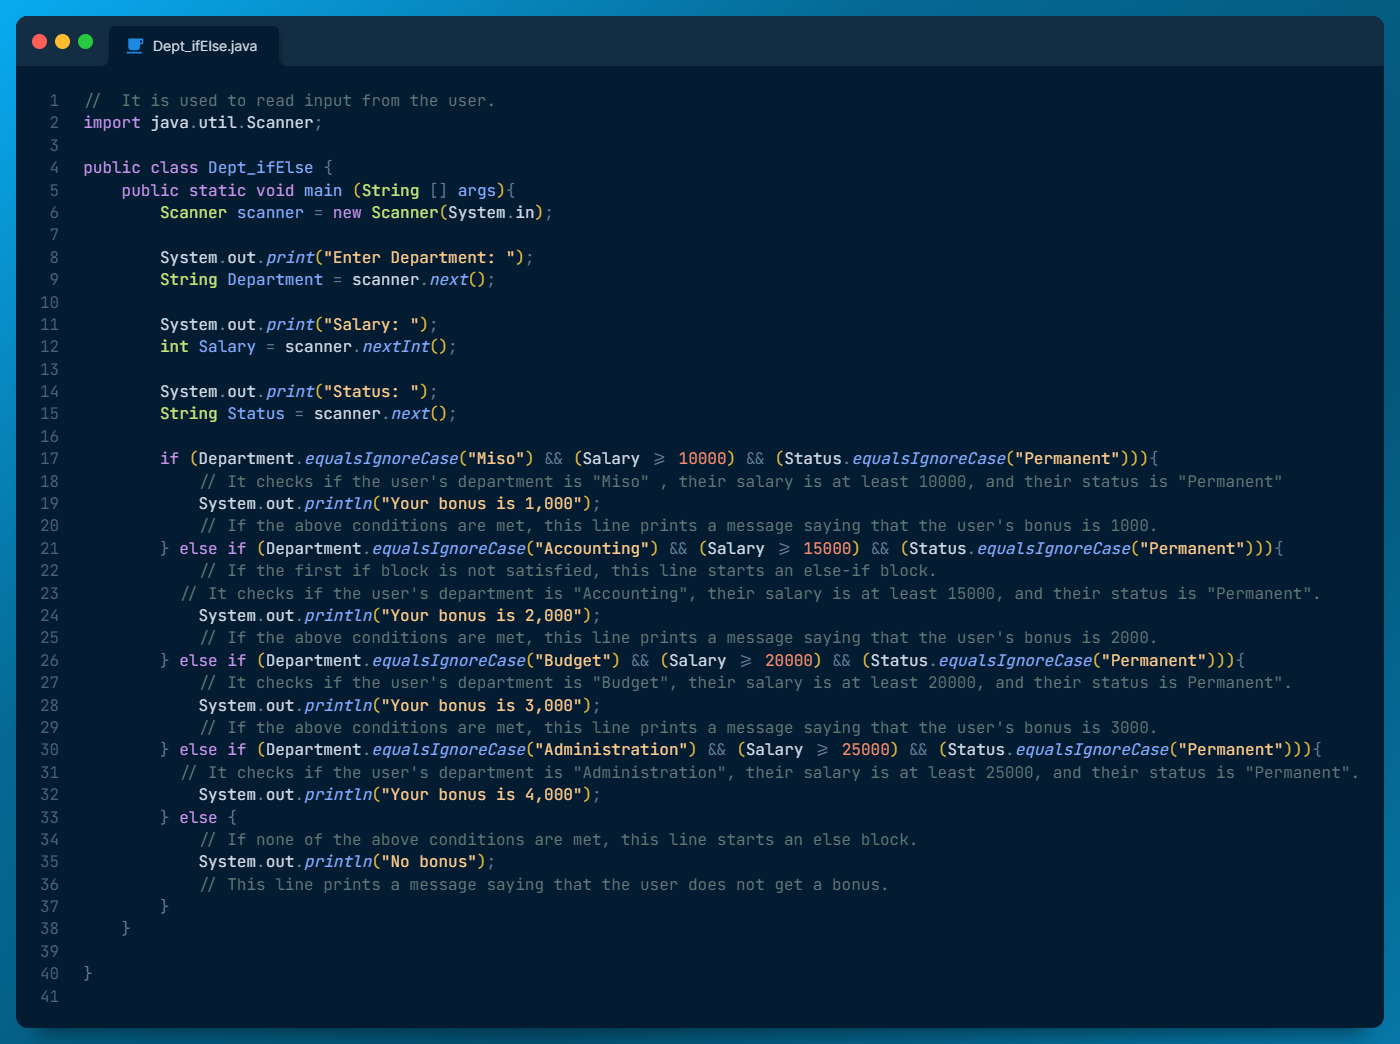 Dept_ifElse.java
1 //  It is used to read input from the user.
2 import java.util.Scanner;
3
4 public class Dept_ifElse {
5     public static void main (String [] args){
6         Scanner scanner = new Scanner(System.in);
7
8         System.out.print("Enter Department: ");
9         String Department = scanner.next();
10
11         System.out.print("Salary: ");
12         int Salary = scanner.nextInt();
13
14         System.out.print("Status: ");
15         String Status = scanner.next();
16
17         if (Department.equalsIgnoreCase("Miso") && (Salary >= 10000) && (Status.equalsIgnoreCase("Permanent"))){
18             // It checks if the user's department is "Miso" , their salary is at least 10000, and their status is "Permanent"
19             System.out.println("Your bonus is 1,000");
20             // If the above conditions are met, this line prints a message saying that the user's bonus is 1000.
21         } else if (Department.equalsIgnoreCase("Accounting") && (Salary >= 15000) && (Status.equalsIgnoreCase("Permanent"))){
22             // If the first if block is not satisfied, this line starts an else-if block.
23           // It checks if the user's department is "Accounting", their salary is at least 15000, and their status is "Permanent".
24             System.out.println("Your bonus is 2,000");
25             // If the above conditions are met, this line prints a message saying that the user's bonus is 2000.
26         } else if (Department.equalsIgnoreCase("Budget") && (Salary >= 20000) && (Status.equalsIgnoreCase("Permanent"))){
27             // It checks if the user's department is "Budget", their salary is at least 20000, and their status is Permanent".
28             System.out.println("Your bonus is 3,000");
29             // If the above conditions are met, this line prints a message saying that the user's bonus is 3000.
30         } else if (Department.equalsIgnoreCase("Administration") && (Salary >= 25000) && (Status.equalsIgnoreCase("Permanent"))){
31           // It checks if the user's department is "Administration", their salary is at least 25000, and their status is "Permanent".
32             System.out.println("Your bonus is 4,000");
33         } else {
34             // If none of the above conditions are met, this line starts an else block.
35             System.out.println("No bonus");
36             // This line prints a message saying that the user does not get a bonus.
37         }
38     }
39
40 }
41